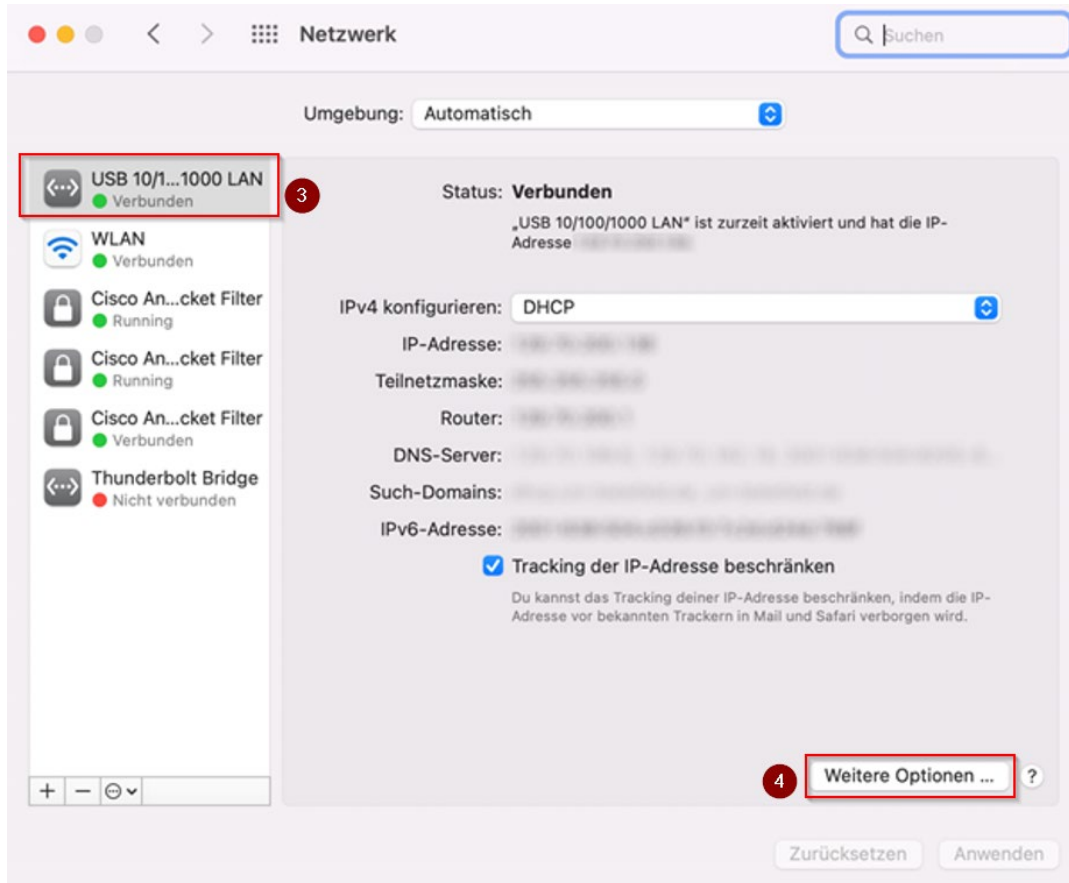 Netzwerk
Suchen
Umgebung: Automatisch
USB 10/1...1000 LAN
Verbunden
3
WLAN
Verbunden
Cisco An...cket Filter
Running
Cisco An...cket Filter
Running
Cisco An...cket Filter
Verbunden
Thunderbolt Bridge
Nicht verbunden
Status: Verbunden
„USB 10/100/1000 LAN“ ist zurzeit aktiviert und hat die IP-
Adresse
IPv4 konfigurieren: DHCP
IP-Adresse:
Teilnetzmaske:
Router:
DNS-Server:
Such-Domains:
IPv6-Adresse:
Tracking der IP-Adresse beschränken
Du kannst das Tracking deiner IP-Adresse beschränken, indem die IP-
Adresse vor bekannten Trackern in Mail und Safari verborgen wird.
4
Weitere Optionen ...
?
Zurücksetzen
Anwenden